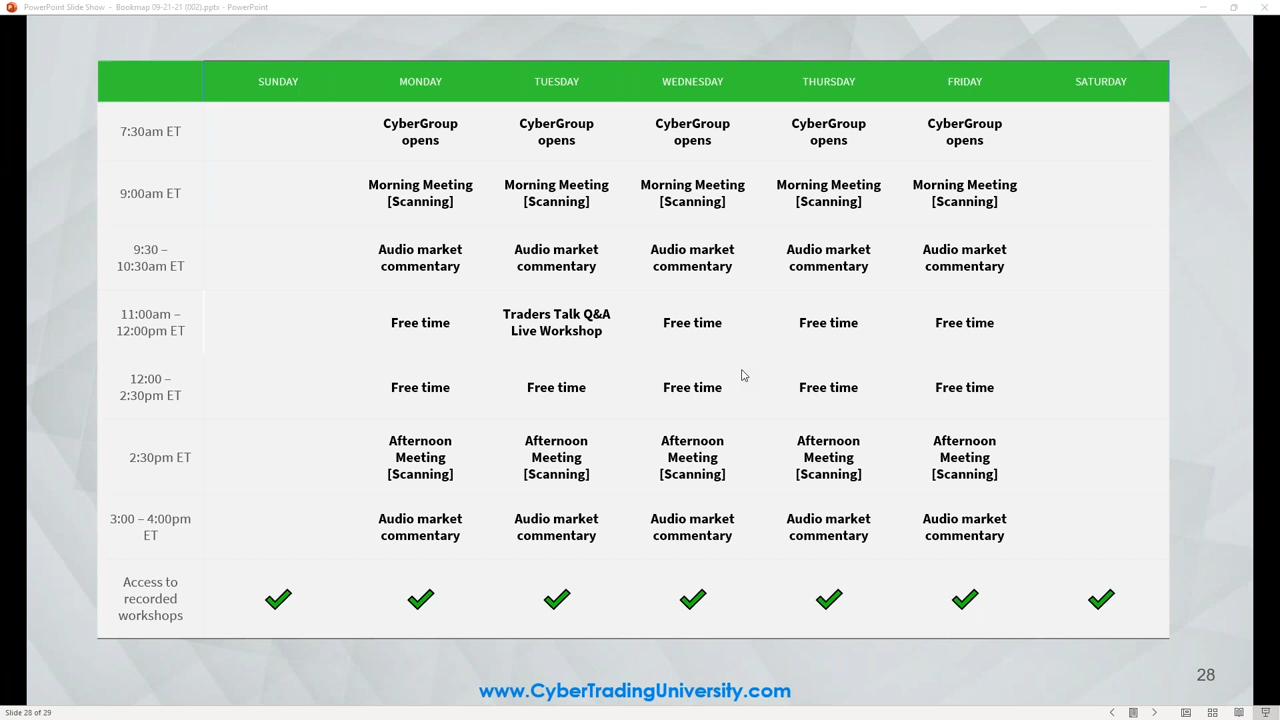 PowerPoint Slide Show - Bookmap 09-21-21 (002).pptx - PowerPoint
SUNDAY MONDAY TUESDAY WEDNESDAY THURSDAY FRIDAY SATURDAY
7:30am ET
CyberGroup CyberGroup CyberGroup CyberGroup CyberGroup
opens opens opens opens opens
9:00am ET
Morning Meeting Morning Meeting Morning Meeting Morning Meeting Morning Meeting
[Scanning] [Scanning] [Scanning] [Scanning] [Scanning]
9:30 – Audio market Audio market Audio market Audio market Audio market
10:30am ET commentary commentary commentary commentary commentary
11:00am – Traders Talk Q&A
12:00pm ET Live Workshop
Free time Free time Free time Free time
12:00 –
2:30pm ET
Free time Free time Free time Free time Free time
Afternoon Afternoon Afternoon Afternoon Afternoon
2:30pm ET Meeting Meeting Meeting Meeting Meeting
[Scanning] [Scanning] [Scanning] [Scanning] [Scanning]
3:00 – 4:00pm Audio market Audio market Audio market Audio market Audio market
ET commentary commentary commentary commentary commentary
Access to
recorded
workshops
28
www.CyberTradingUniversity.com
Slide 28 of 29